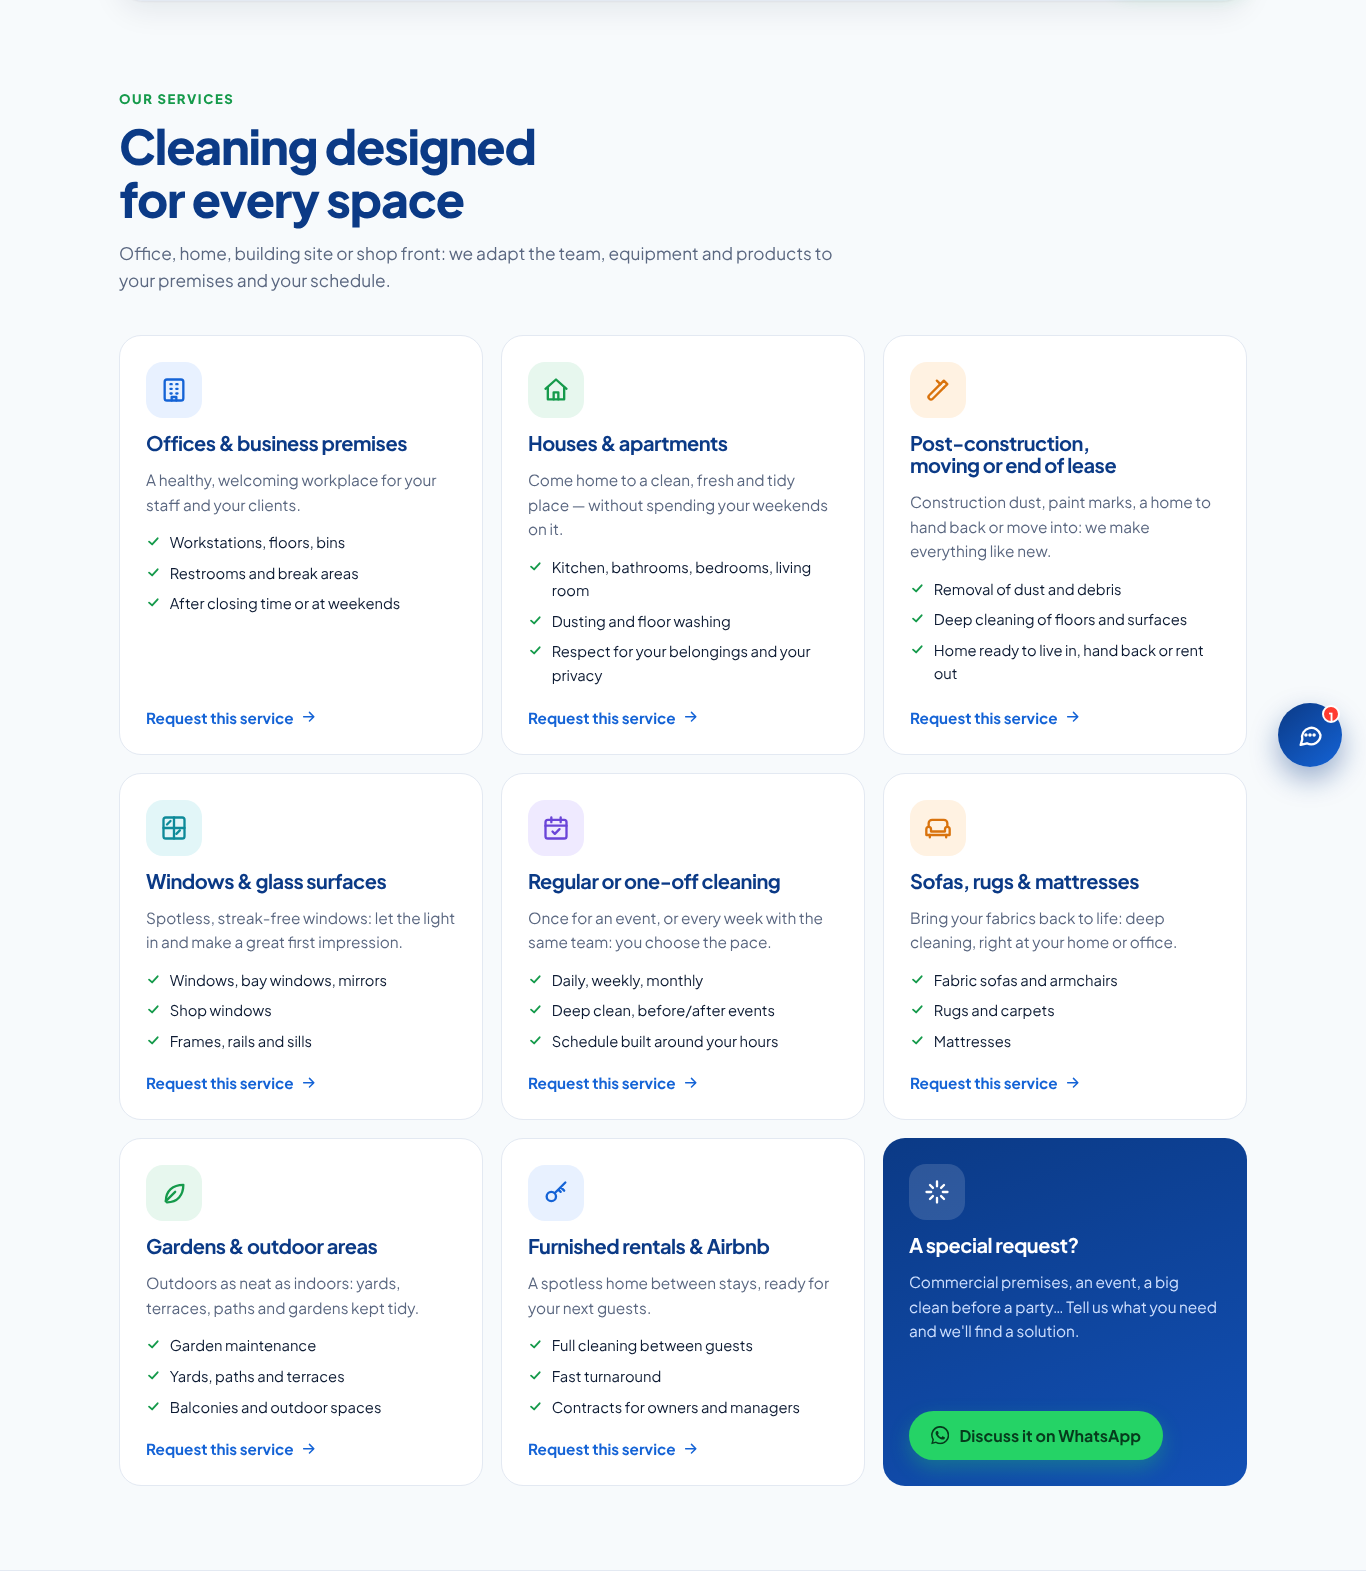 OUR SERVICES
Cleaning designed
for every space
Office, home, building site or shop front: we adapt the team, equipment and products to
your premises and your schedule.
Offices & business premises
A healthy, welcoming workplace for your
staff and your clients.
Workstations, floors, bins
Restrooms and break areas
After closing time or at weekends
Request this service
Houses & apartments
Come home to a clean, fresh and tidy
place — without spending your weekends
on it.
Kitchen, bathrooms, bedrooms, living
room
Dusting and floor washing
Respect for your belongings and your
privacy
Request this service
Post-construction,
moving or end of lease
Construction dust, paint marks, a home to
hand back or move into: we make
everything like new.
Removal of dust and debris
Deep cleaning of floors and surfaces
Home ready to live in, hand back or rent
out
Request this service
1
Windows & glass surfaces
Spotless, streak-free windows: let the light
in and make a great first impression.
Windows, bay windows, mirrors
Shop windows
Frames, rails and sills
Request this service
Regular or one-off cleaning
Once for an event, or every week with the
same team: you choose the pace.
Daily, weekly, monthly
Deep clean, before/after events
Schedule built around your hours
Request this service
Sofas, rugs & mattresses
Bring your fabrics back to life: deep
cleaning, right at your home or office.
Fabric sofas and armchairs
Rugs and carpets
Mattresses
Request this service
Gardens & outdoor areas
Outdoors as neat as indoors: yards,
terraces, paths and gardens kept tidy.
Garden maintenance
Yards, paths and terraces
Balconies and outdoor spaces
Request this service
Furnished rentals & Airbnb
A spotless home between stays, ready for
your next guests.
Full cleaning between guests
Fast turnaround
Contracts for owners and managers
Request this service
A special request?
Commercial premises, an event, a big
clean before a party… Tell us what you need
and we'll find a solution.
Discuss it on WhatsApp